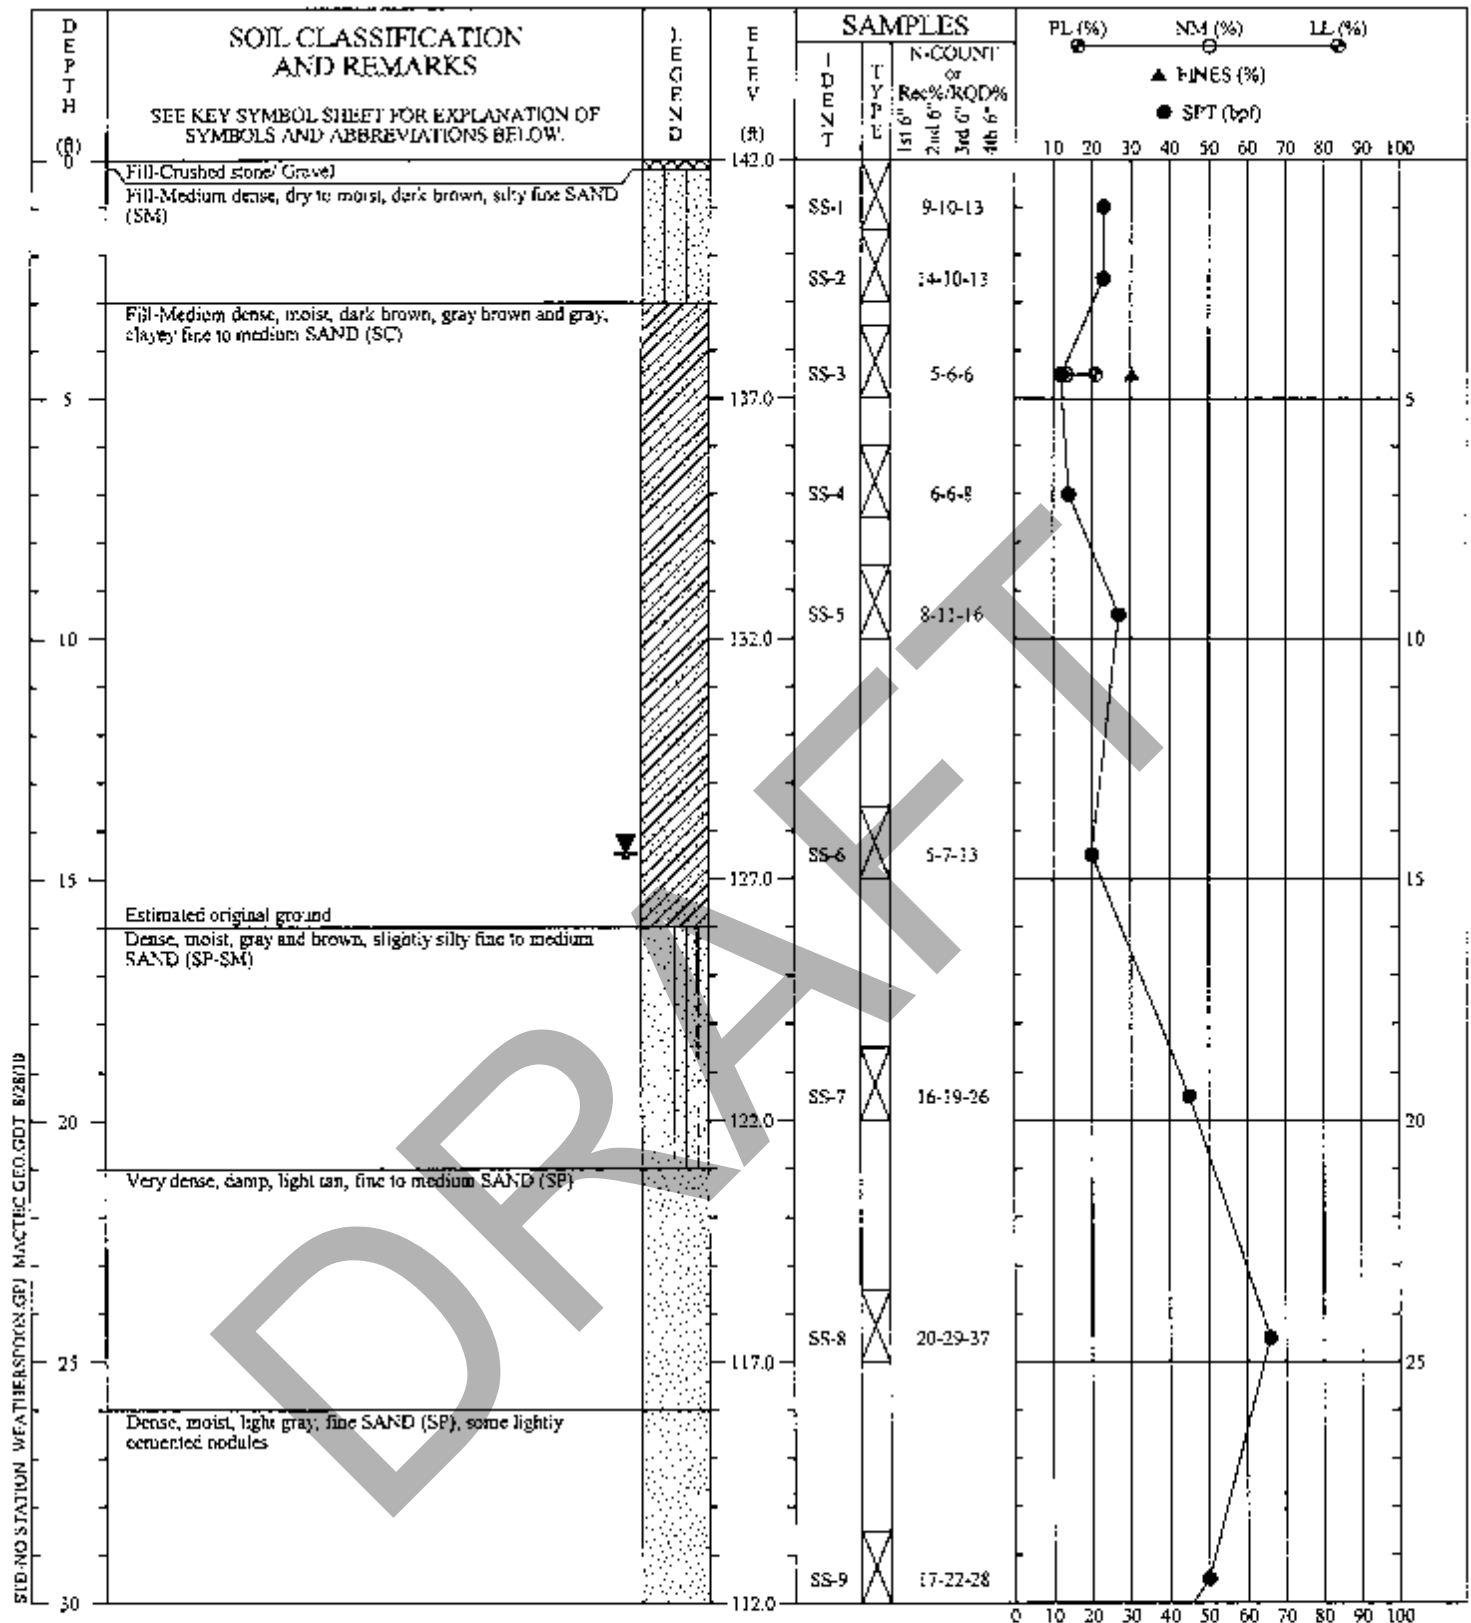 DEPTH
(ft)
SOIL CLASSIFICATION
AND REMARKS
SEE KEY SYMBOL SHEET FOR EXPLANATION OF
SYMBOLS AND ABBREVIATIONS BELOW.
LEGEND
ELEV
(ft)
SAMPLES
IDENT
TYPE
N-COUNT
or
Rec%/RQD%
1st 6"
2nd 6"
3rd 6"
4th 6"
PL (%) NM (%) LL (%)
▲ FINES (%)
● SPT (bpf)
10 20 30 40 50 60 70 80 90 100
0
142.0
Fill-Crushed stone/ Gravel
Fill-Medium dense, dry to moist, dark brown, silty fine SAND
(SM)
SS-1 9-10-13
SS-2 14-10-13
Fill-Medium dense, moist, dark brown, gray brown and gray,
clayey fine to medium SAND (SC)
SS-3 5-6-6
5 137.0 5
SS-4 6-6-8
SS-5 8-11-16
10 132.0 10
SS-6 5-7-13
15 127.0 15
Estimated original ground
Dense, moist, gray and brown, slightly silty fine to medium
SAND (SP-SM)
SS-7 16-19-26
20 122.0 20
Very dense, damp, light tan, fine to medium SAND (SP)
SS-8 20-29-37
25 117.0 25
Dense, moist, light gray, fine SAND (SP), some lightly
cemented nodules
SS-9 17-22-28
30 112.0
0 10 20 30 40 50 60 70 80 90 100
DRAFT